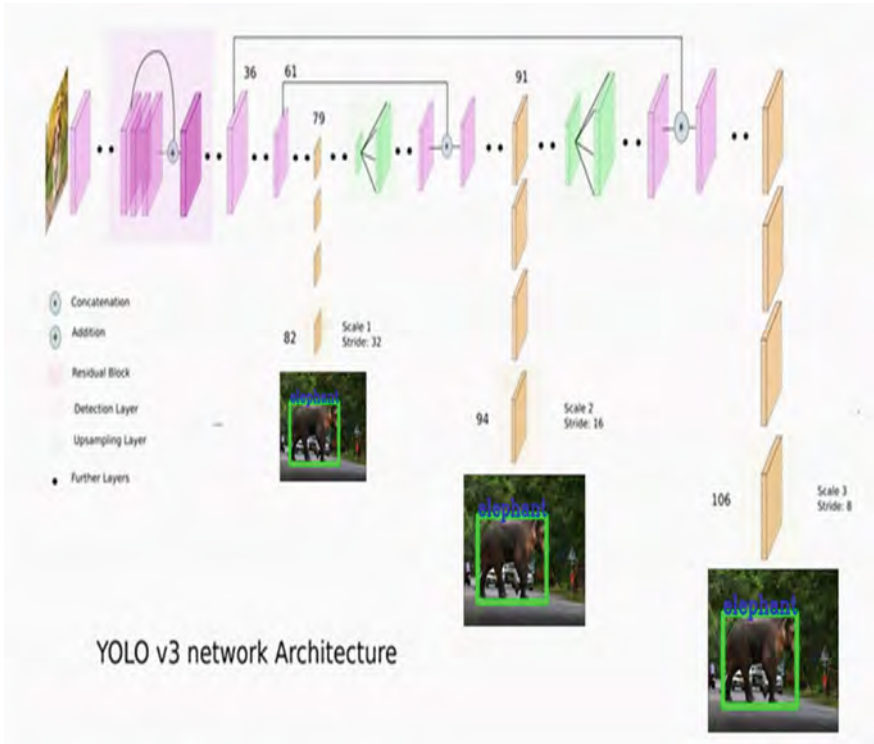 36
61
91
79
Concatenation
Addition
Residual Block
Detection Layer
Upsampling Layer
Further Layers
82
Scale 1
Stride: 32
elephant
94
Scale 2
Stride: 16
elephant
106
Scale 3
Stride: 8
elephant
YOLO v3 network Architecture